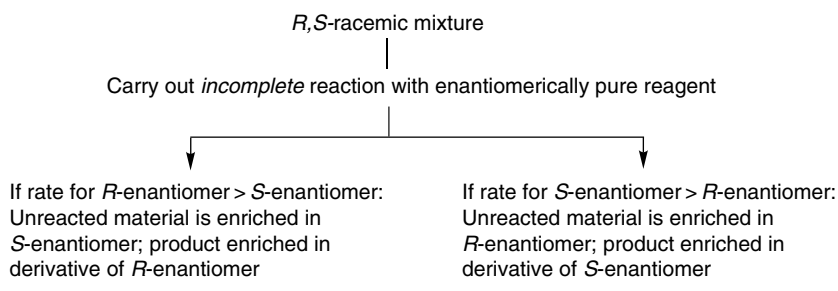 R,S-racemic mixture
Carry out incomplete reaction with enantiomerically pure reagent
If rate for R-enantiomer > S-enantiomer:
Unreacted material is enriched in
S-enantiomer; product enriched in
derivative of R-enantiomer
If rate for S-enantiomer > R-enantiomer:
Unreacted material is enriched in
R-enantiomer; product enriched in
derivative of S-enantiomer